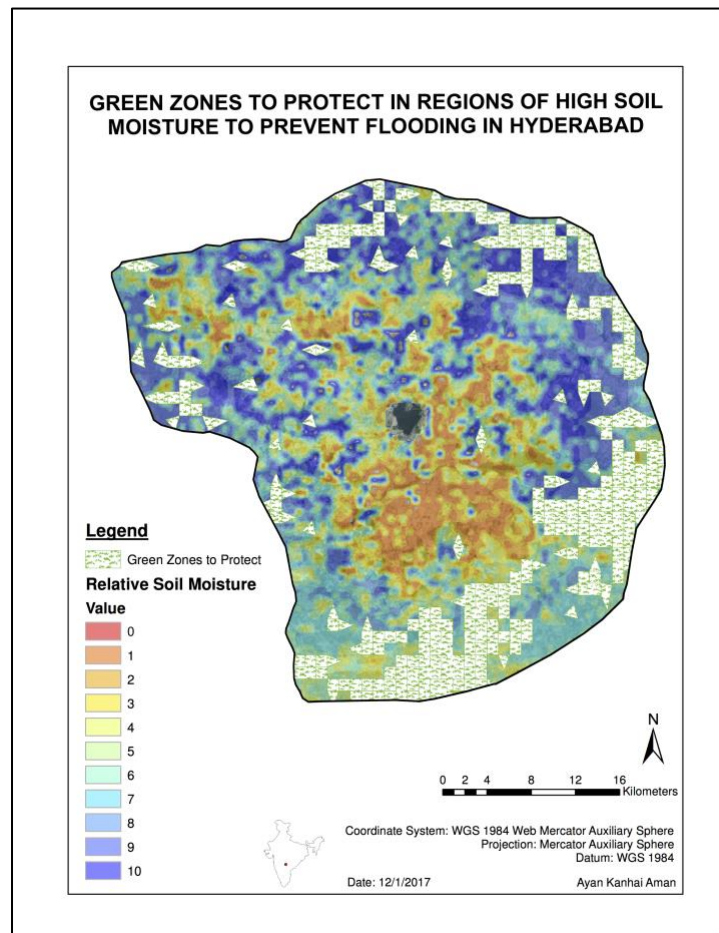 GREEN ZONES TO PROTECT IN REGIONS OF HIGH SOIL
MOISTURE TO PREVENT FLOODING IN HYDERABAD
Legend
Green Zones to Protect
Relative Soil Moisture
Value
0
1
2
3
4
5
6
7
8
9
10
N
0 2 4 8 12 16
Kilometers
Coordinate System: WGS 1984 Web Mercator Auxiliary Sphere
Projection: Mercator Auxiliary Sphere
Datum: WGS 1984
Date: 12/1/2017
Ayan Kanhai Aman